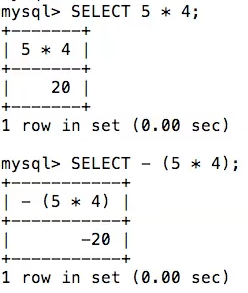 mysql> SELECT 5 * 4;
+-------+
| 5 * 4 |
+-------+
|    20 |
+-------+
1 row in set (0.00 sec)

mysql> SELECT - (5 * 4);
+-----------+
| - (5 * 4) |
+-----------+
|       -20 |
+-----------+
1 row in set (0.00 sec)